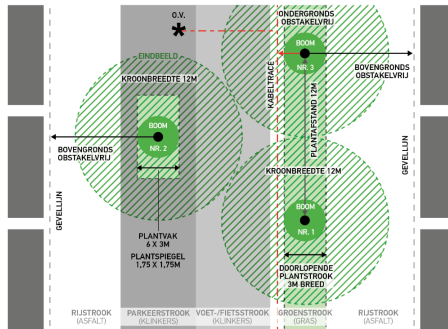 O.V.
ONDERGRONDS
OBSTAKELVRIJ
EINDBEELD
KROONBREEDTE 12M
KABELTRACE
BOOM
NR. 3
BOVENGRONDS
OBSTAKELVRIJ
PLANTAFSTAND 12M
BOOM
NR. 2
BOVENGRONDS
OBSTAKELVRIJ
GEVELLIJN
GEVELLIJN
KROONBREEDTE 12M
PLANTVAK
6 X 3M
PLANTSPIEGEL
1,75 X 1,75M
BOOM
NR. 1
DOORLOPENDE
PLANTSTROOK
3M BREED
RIJSTROOK
(ASFALT)
PARKEERSTROOK
(KLINKERS)
VOET-/FIETSSTROOK
(KLINKERS)
GROENSTROOK
(GRAS)
RIJSTROOK
(ASFALT)